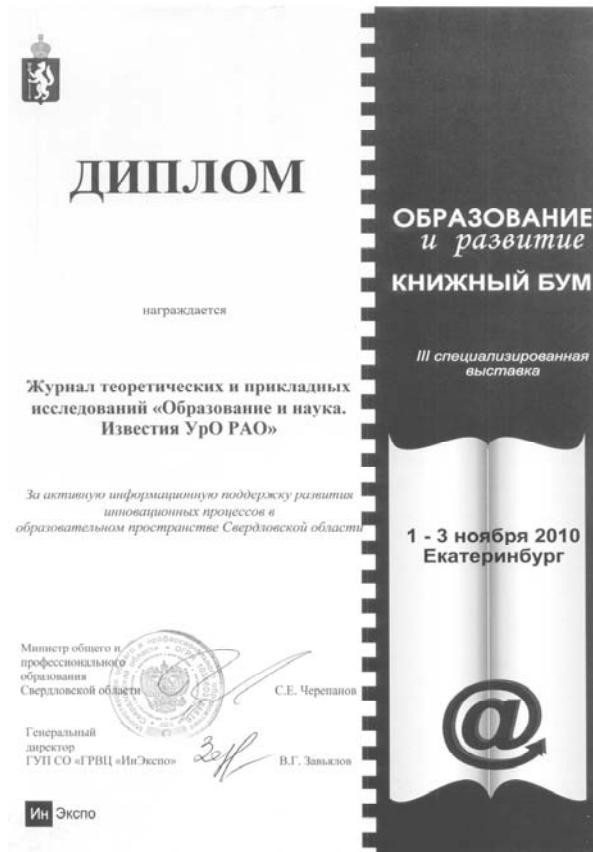 ДИПЛОМ
награждается
Журнал теоретических и прикладных
исследований «Образование и наука.
Известия УрО РАО»
За активную информационную поддержку развития
инновационных процессов в
образовательном пространстве Свердловской области
Министр общего и
профессионального
образования
Свердловской области
С.Е. Черепанов
Генеральный
директор
ГУП СО «ГРВЦ «ИнЭкспо»
В.Г. Завьялов
Ин Экспо
ОБРАЗОВАНИЕ
и развитие
КНИЖНЫЙ БУМ
III специализированная
выставка
1 - 3 ноября 2010
Екатеринбург
@